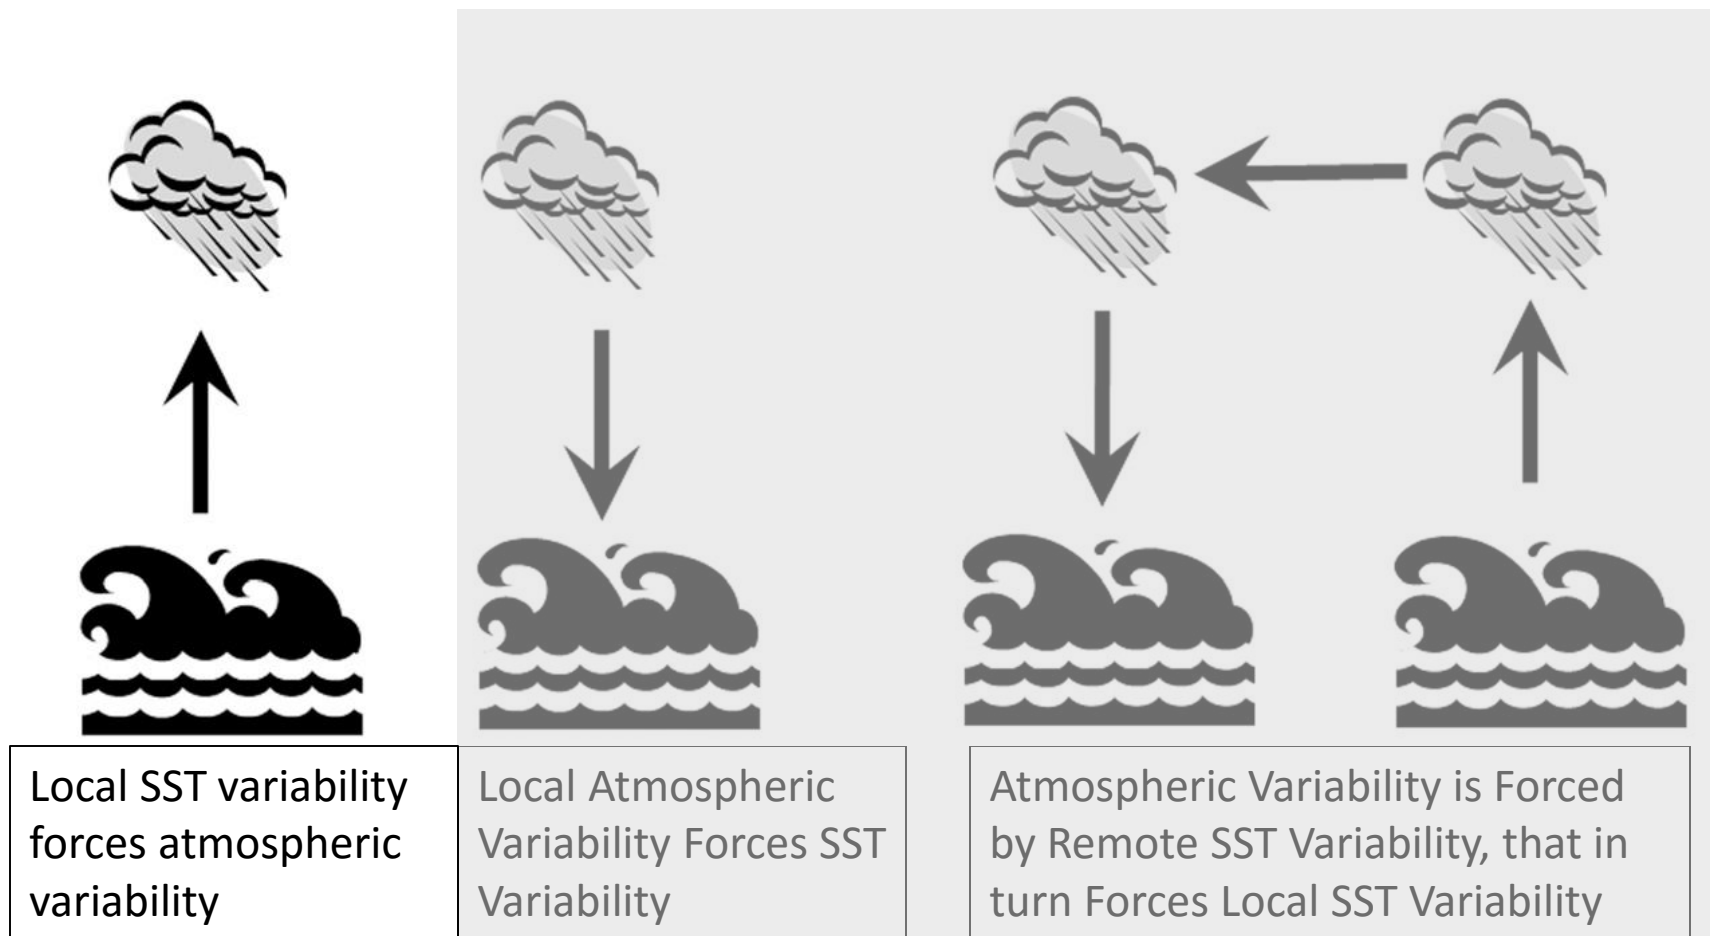 Local SST variability
forces atmospheric
variability
Local Atmospheric
Variability Forces SST
Variability
Atmospheric Variability is Forced
by Remote SST Variability, that in
turn Forces Local SST Variability